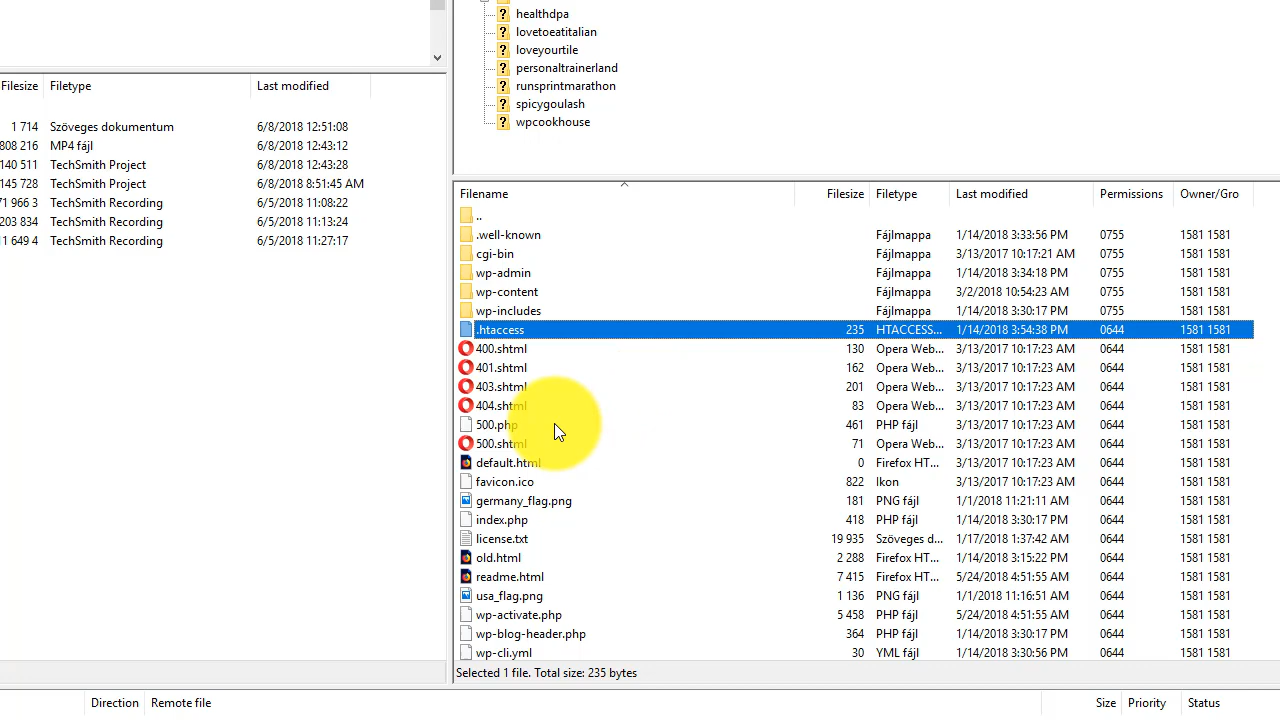 healthdpa
lovetoeatitalian
loveyourtile
personaltrainerland
runsprintmarathon
spicygoulash
wpcookhouse
Filesize Filetype Last modified
1 714 Szöveges dokumentum 6/8/2018 12:51:08
808 216 MP4 fájl 6/8/2018 12:43:12
140 511 TechSmith Project 6/8/2018 12:43:28
145 728 TechSmith Project 6/8/2018 8:51:45 AM
71 966 3 TechSmith Recording 6/5/2018 11:08:22
203 834 TechSmith Recording 6/5/2018 11:13:24
11 649 4 TechSmith Recording 6/5/2018 11:27:17
Filename Filesize Filetype Last modified Permissions Owner/Gro
..
.well-known Fájlmappa 1/14/2018 3:33:56 PM 0755 1581 1581
cgi-bin Fájlmappa 3/13/2017 10:17:21 AM 0755 1581 1581
wp-admin Fájlmappa 1/14/2018 3:34:18 PM 0755 1581 1581
wp-content Fájlmappa 3/2/2018 10:54:23 AM 0755 1581 1581
wp-includes Fájlmappa 1/14/2018 3:30:17 PM 0755 1581 1581
.htaccess 235 HTACCESS... 1/14/2018 3:54:38 PM 0644 1581 1581
400.shtml 130 Opera Web... 3/13/2017 10:17:23 AM 0644 1581 1581
401.shtml 162 Opera Web... 3/13/2017 10:17:23 AM 0644 1581 1581
403.shtml 201 Opera Web... 3/13/2017 10:17:23 AM 0644 1581 1581
404.shtml 83 Opera Web... 3/13/2017 10:17:23 AM 0644 1581 1581
500.php 461 PHP fájl 3/13/2017 10:17:23 AM 0644 1581 1581
500.shtml 71 Opera Web... 3/13/2017 10:17:23 AM 0644 1581 1581
default.html 0 Firefox HT... 3/13/2017 10:17:23 AM 0644 1581 1581
favicon.ico 822 Ikon 3/13/2017 10:17:23 AM 0644 1581 1581
germany_flag.png 181 PNG fájl 1/1/2018 11:21:11 AM 0644 1581 1581
index.php 418 PHP fájl 1/14/2018 3:30:17 PM 0644 1581 1581
license.txt 19 935 Szöveges d... 1/17/2018 1:37:42 AM 0644 1581 1581
old.html 2 288 Firefox HT... 1/14/2018 3:15:22 PM 0644 1581 1581
readme.html 7 415 Firefox HT... 5/24/2018 4:51:55 AM 0644 1581 1581
usa_flag.png 1 136 PNG fájl 1/1/2018 11:16:51 AM 0644 1581 1581
wp-activate.php 5 458 PHP fájl 5/24/2018 4:51:55 AM 0644 1581 1581
wp-blog-header.php 364 PHP fájl 1/14/2018 3:30:17 PM 0644 1581 1581
wp-cli.yml 30 YML fájl 1/14/2018 3:30:56 PM 0644 1581 1581
Selected 1 file. Total size: 235 bytes
Direction Remote file Size Priority Status